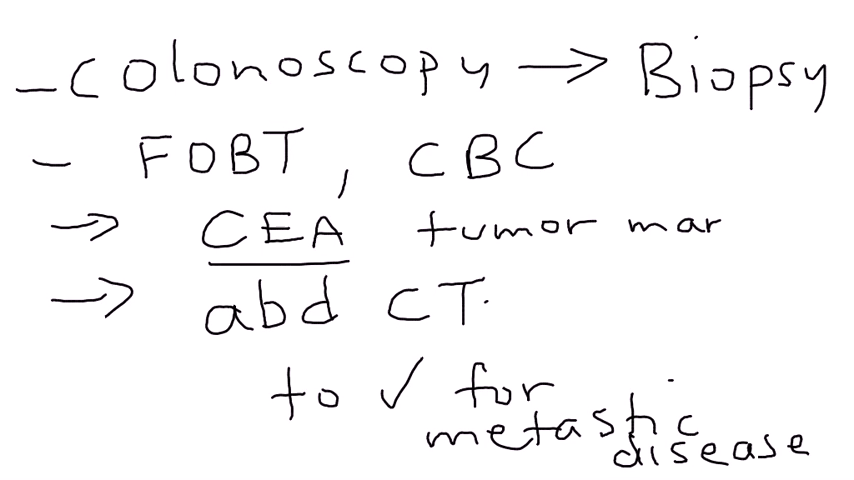 - Colonoscopy → Biopsy
- FOBT, CBC
→ CEA tumor mar
→ abd CT.
to ✓ for
metastic
disease